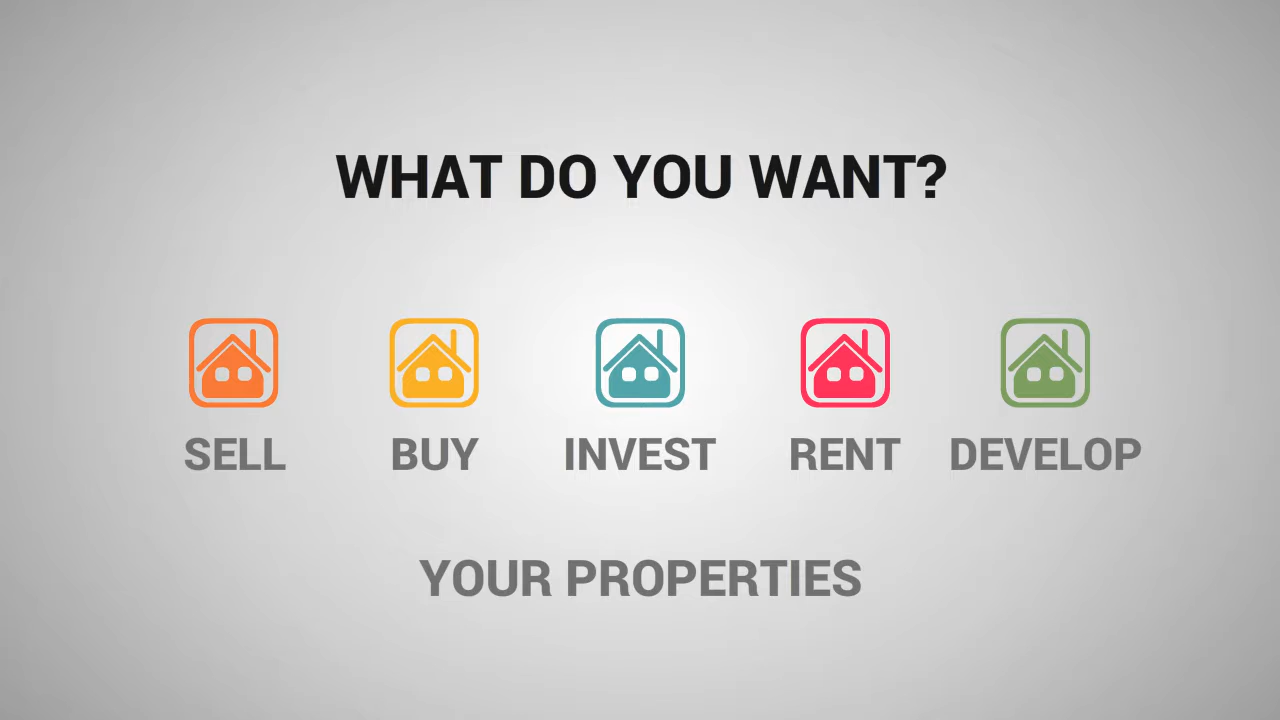 WHAT DO YOU WANT?
SELL BUY INVEST RENT DEVELOP
YOUR PROPERTIES